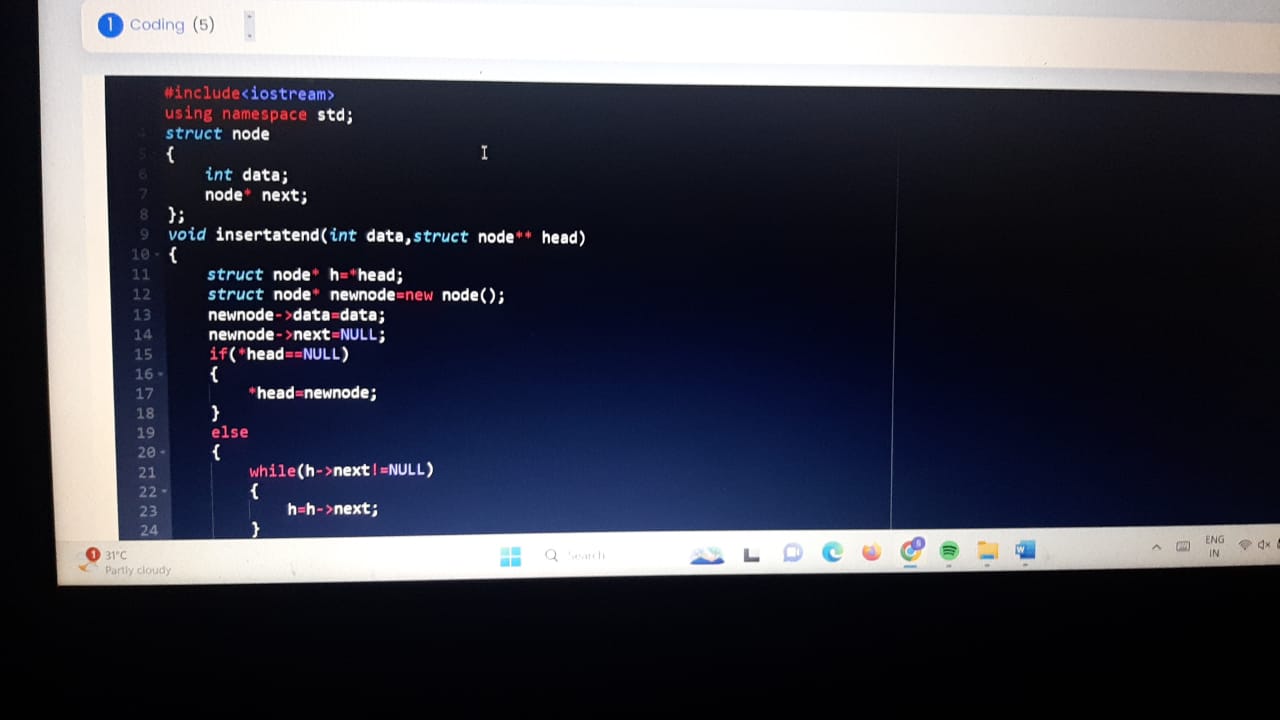 1 Coding (5)
#include<iostream>
using namespace std;
4 struct node
5 {
6 int data;
7 node* next;
8 };
9 void insertatend(int data,struct node** head)
10 {
11 struct node* h=*head;
12 struct node* newnode=new node();
13 newnode->data=data;
14 newnode->next=NULL;
15 if(*head==NULL)
16 {
17 *head=newnode;
18 }
19 else
20 {
21 while(h->next!=NULL)
22 {
23 h=h->next;
24 }
1 31°C
Partly cloudy
Search
ENG
IN